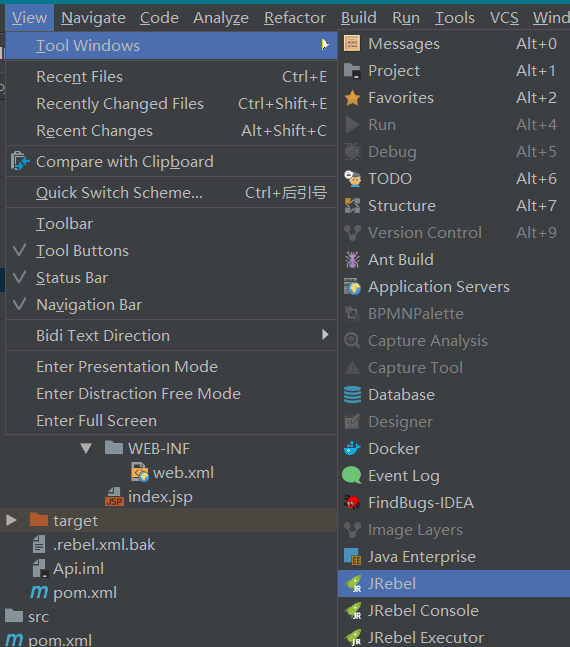 View Navigate Code Analyze Refactor Build Run Tools VCS Wind
Tool Windows
Recent Files Ctrl+E
Recently Changed Files Ctrl+Shift+E
Recent Changes Alt+Shift+C
Compare with Clipboard
Quick Switch Scheme... Ctrl+后引号
Toolbar
Tool Buttons
Status Bar
Navigation Bar
Bidi Text Direction
Enter Presentation Mode
Enter Distraction Free Mode
Enter Full Screen
Messages Alt+0
Project Alt+1
Favorites Alt+2
Run Alt+4
Debug Alt+5
TODO Alt+6
Structure Alt+7
Version Control Alt+9
Ant Build
Application Servers
BPMNPalette
Capture Analysis
Capture Tool
Database
Designer
Docker
Event Log
FindBugs-IDEA
Image Layers
Java Enterprise
JRebel
JRebel Console
JRebel Executor
WEB-INF
web.xml
index.jsp
target
.rebel.xml.bak
Api.iml
pom.xml
src
pom.xml